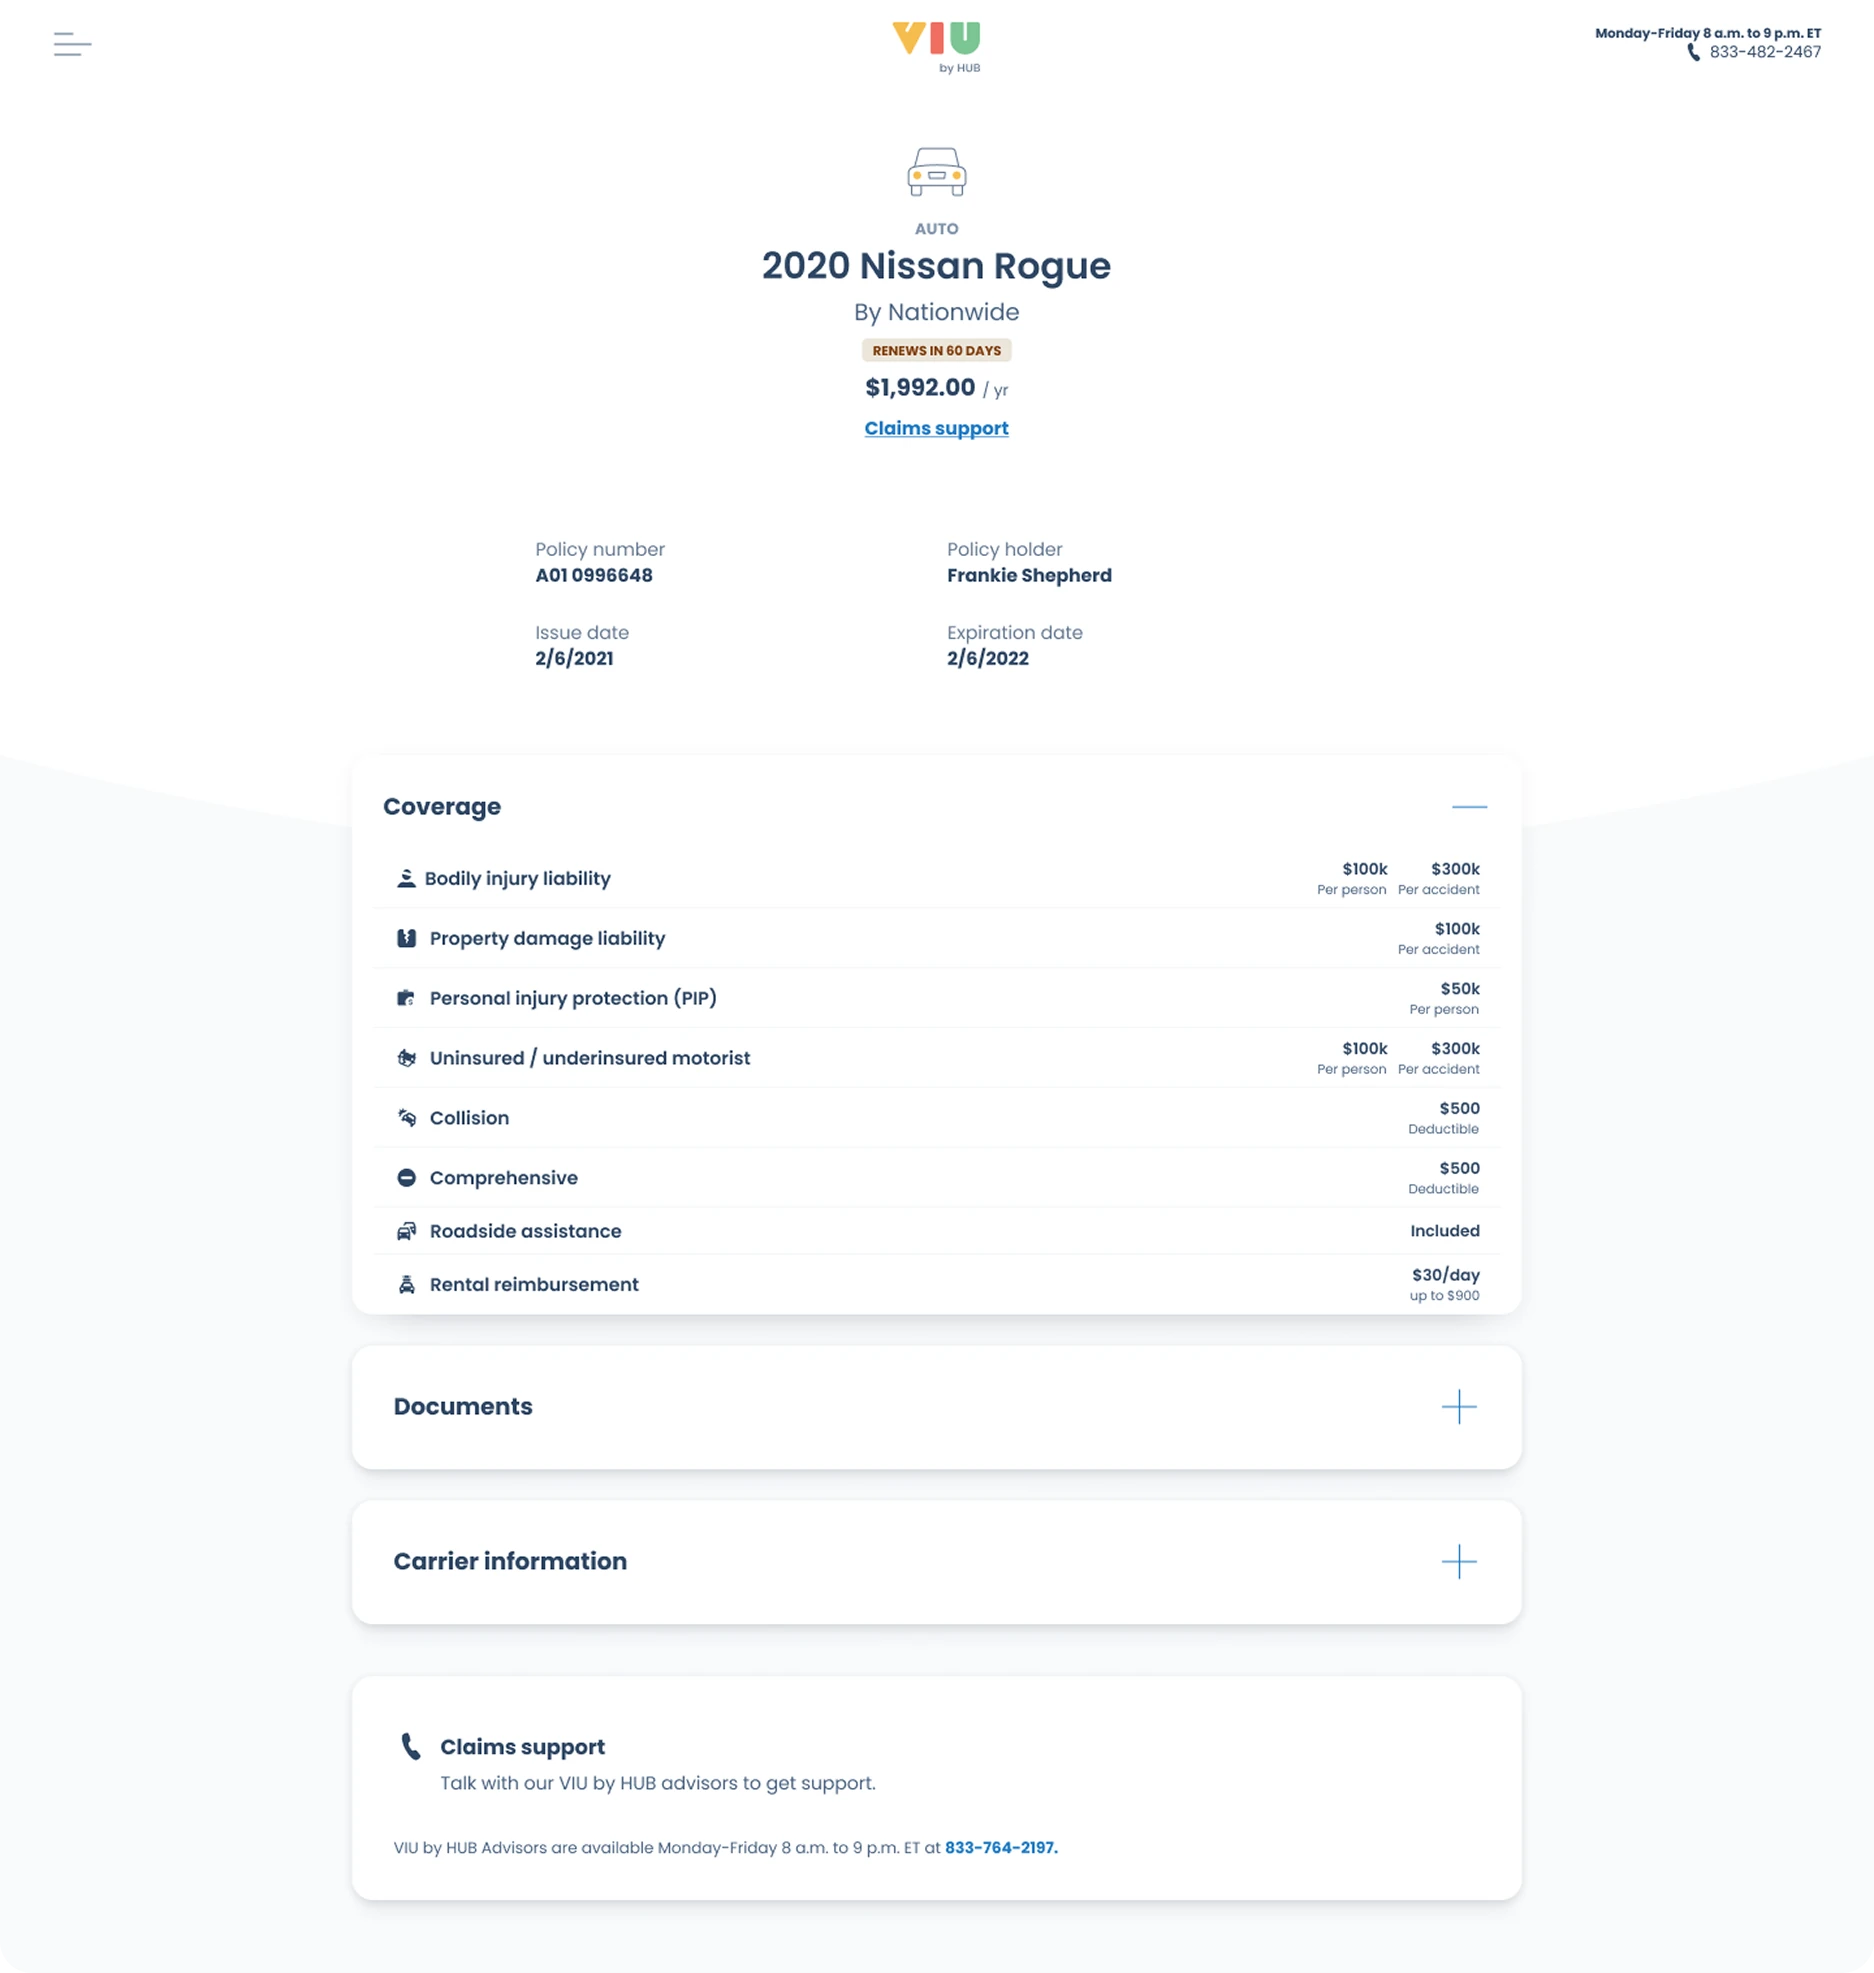 VIU
by HUB
Monday-Friday 8 a.m. to 9 p.m. ET
833-482-2467
AUTO
2020 Nissan Rogue
By Nationwide
RENEWS IN 60 DAYS
$1,992.00 / yr
Claims support
Policy number
A01 0996648
Policy holder
Frankie Shepherd
Issue date
2/6/2021
Expiration date
2/6/2022
Coverage
Bodily injury liability
$100k $300k
Per person Per accident
Property damage liability
$100k
Per accident
Personal injury protection (PIP)
$50k
Per person
Uninsured / underinsured motorist
$100k $300k
Per person Per accident
Collision
$500
Deductible
Comprehensive
$500
Deductible
Roadside assistance
Included
Rental reimbursement
$30/day
up to $900
Documents
Carrier information
Claims support
Talk with our VIU by HUB advisors to get support.
VIU by HUB Advisors are available Monday-Friday 8 a.m. to 9 p.m. ET at 833-764-2197.